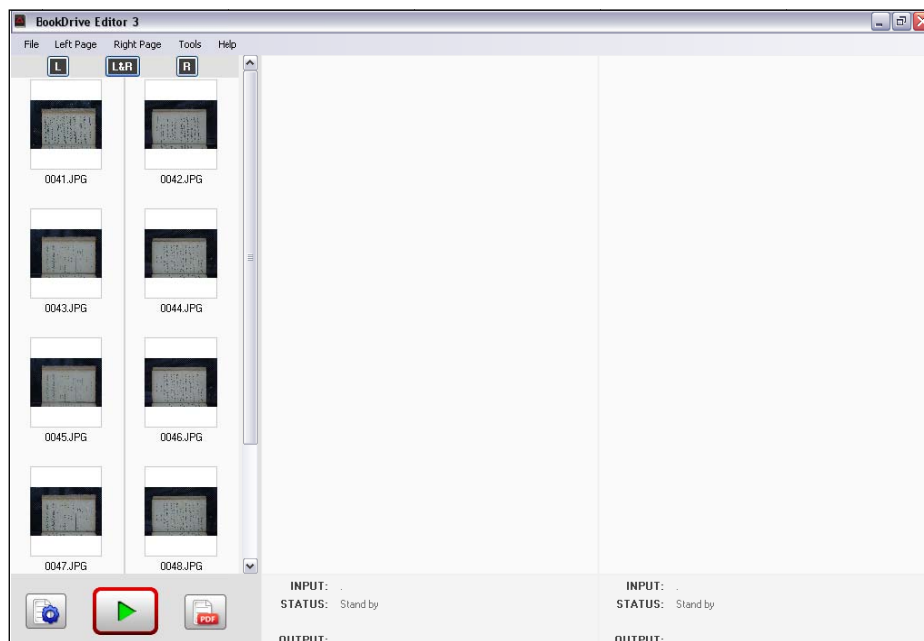 BookDrive Editor 3
File Left Page Right Page Tools Help
L L&R R
0041.JPG 0042.JPG
0043.JPG 0044.JPG
0045.JPG 0046.JPG
0047.JPG 0048.JPG
PDF
INPUT: .
STATUS: Stand by
OUTPUT:
INPUT: .
STATUS: Stand by
OUTPUT: